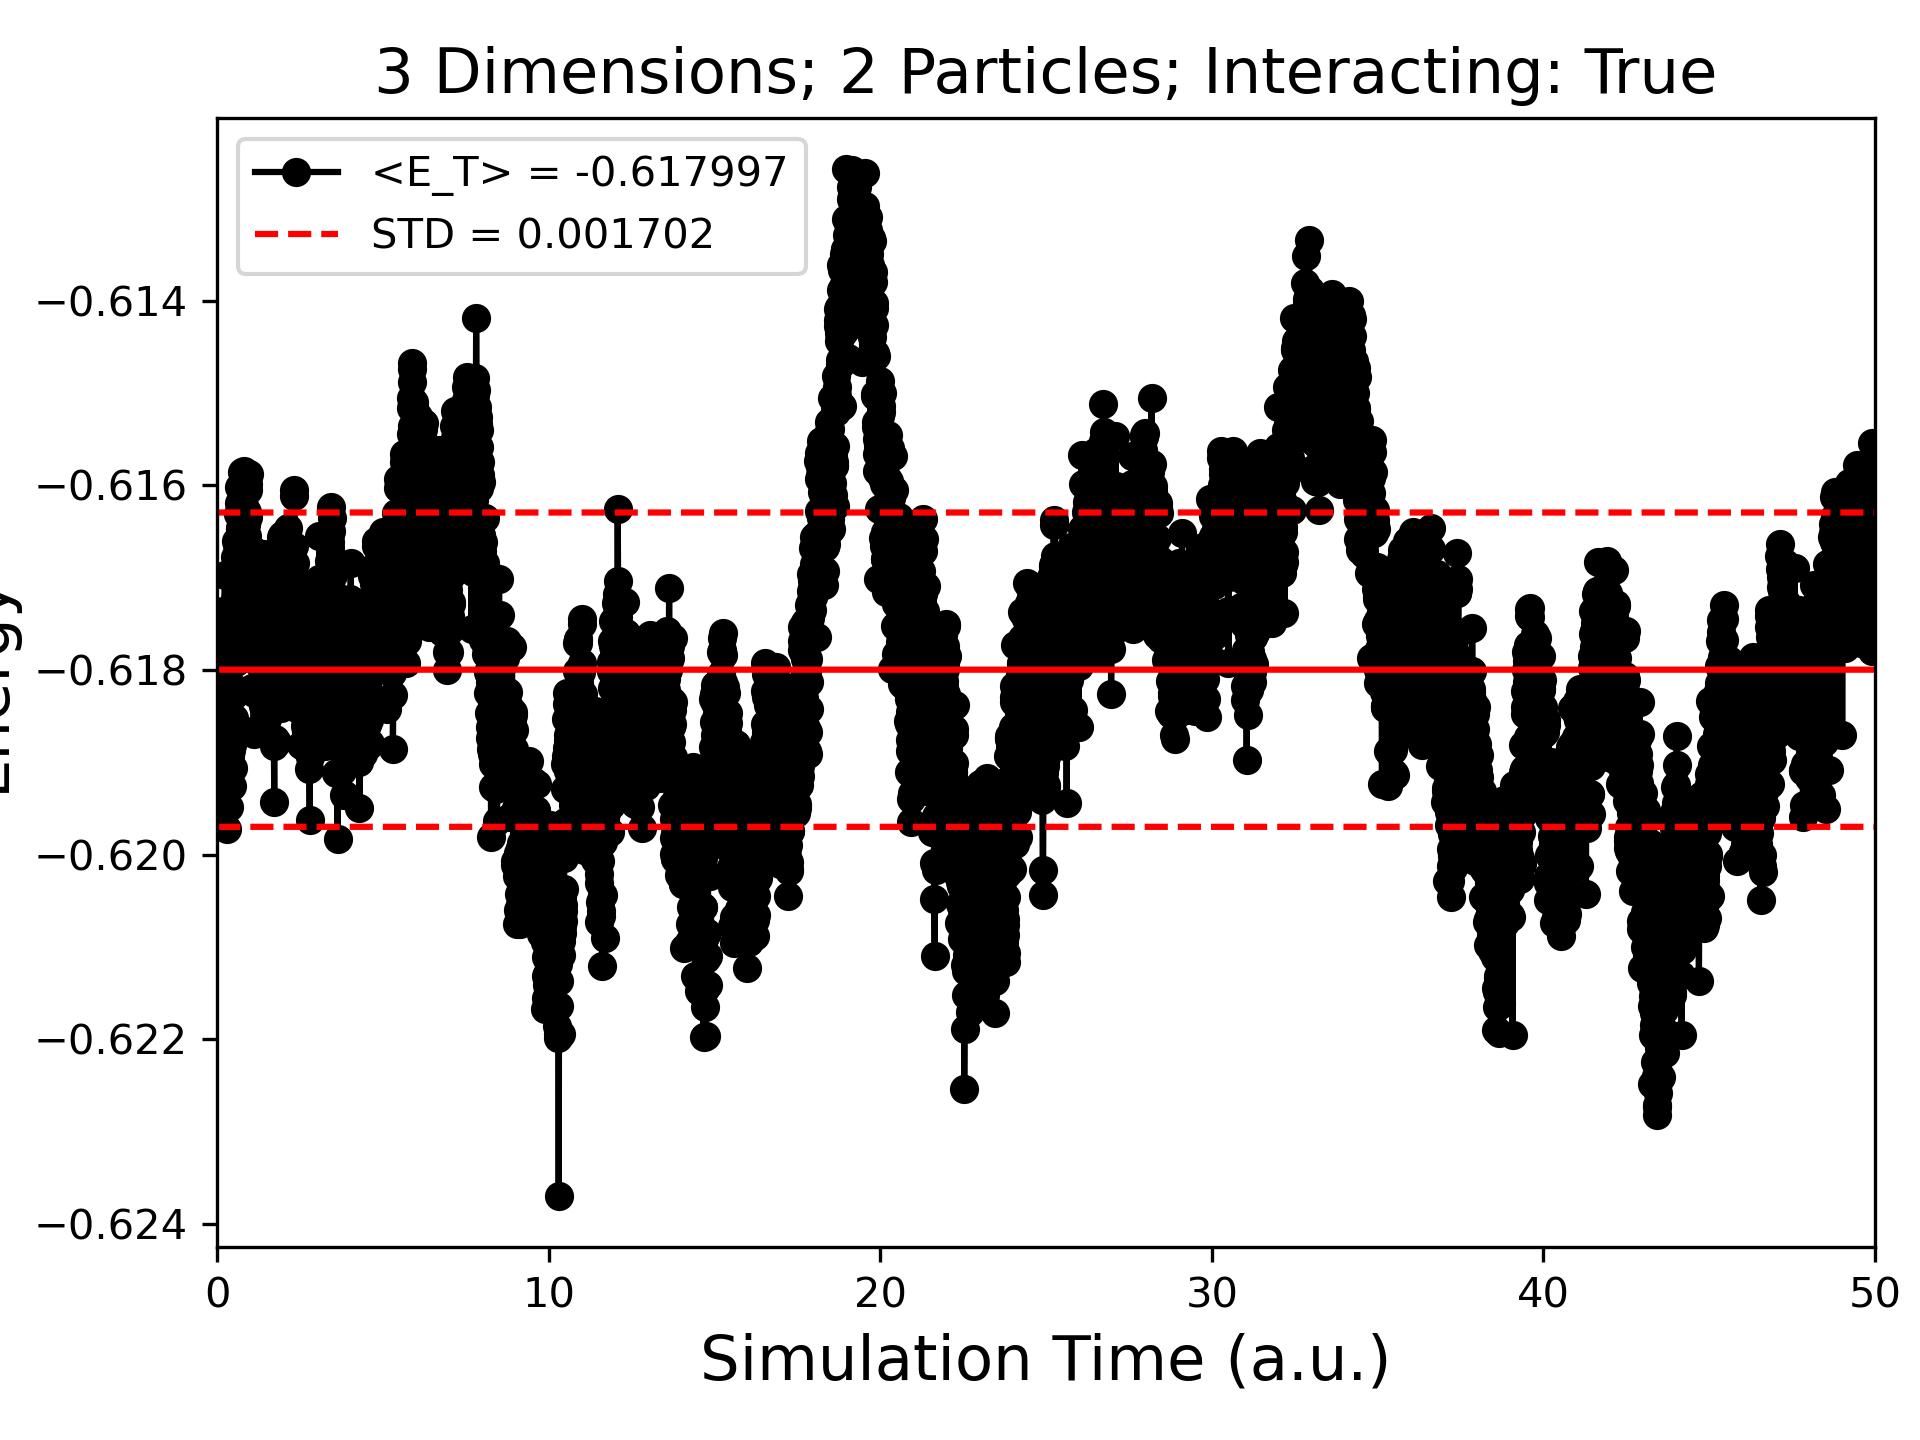 3 Dimensions; 2 Particles; Interacting: True
<E_T> = -0.617997
STD = 0.001702
−0.614
−0.616
−0.618
−0.620
−0.622
−0.624
Energy
0 10 20 30 40 50
Simulation Time (a.u.)